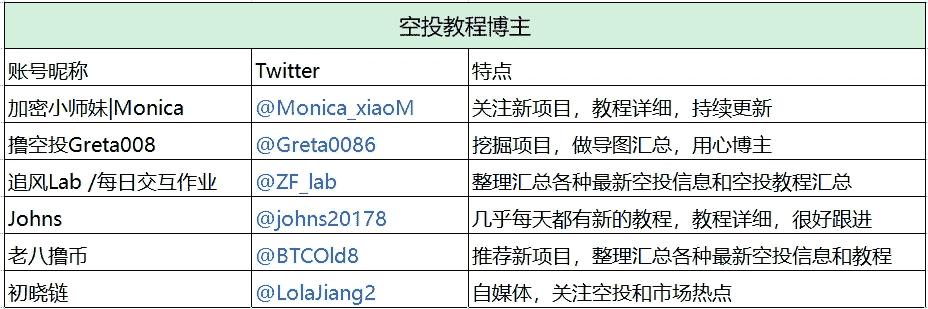 空投教程博主
账号昵称 Twitter 特点
加密小师妹|Monica @Monica_xiaoM 关注新项目，教程详细，持续更新
撸空投Greta008 @Greta0086 挖掘项目，做导图汇总，用心博主
追风Lab /每日交互作业 @ZF_lab 整理汇总各种最新空投信息和空投教程汇总
Johns @johns20178 几乎每天都有新的教程，教程详细，很好跟进
老八撸币 @BTCOld8 推荐新项目，整理汇总各种最新空投信息和教程
初晓链 @LolaJiang2 自媒体，关注空投和市场热点